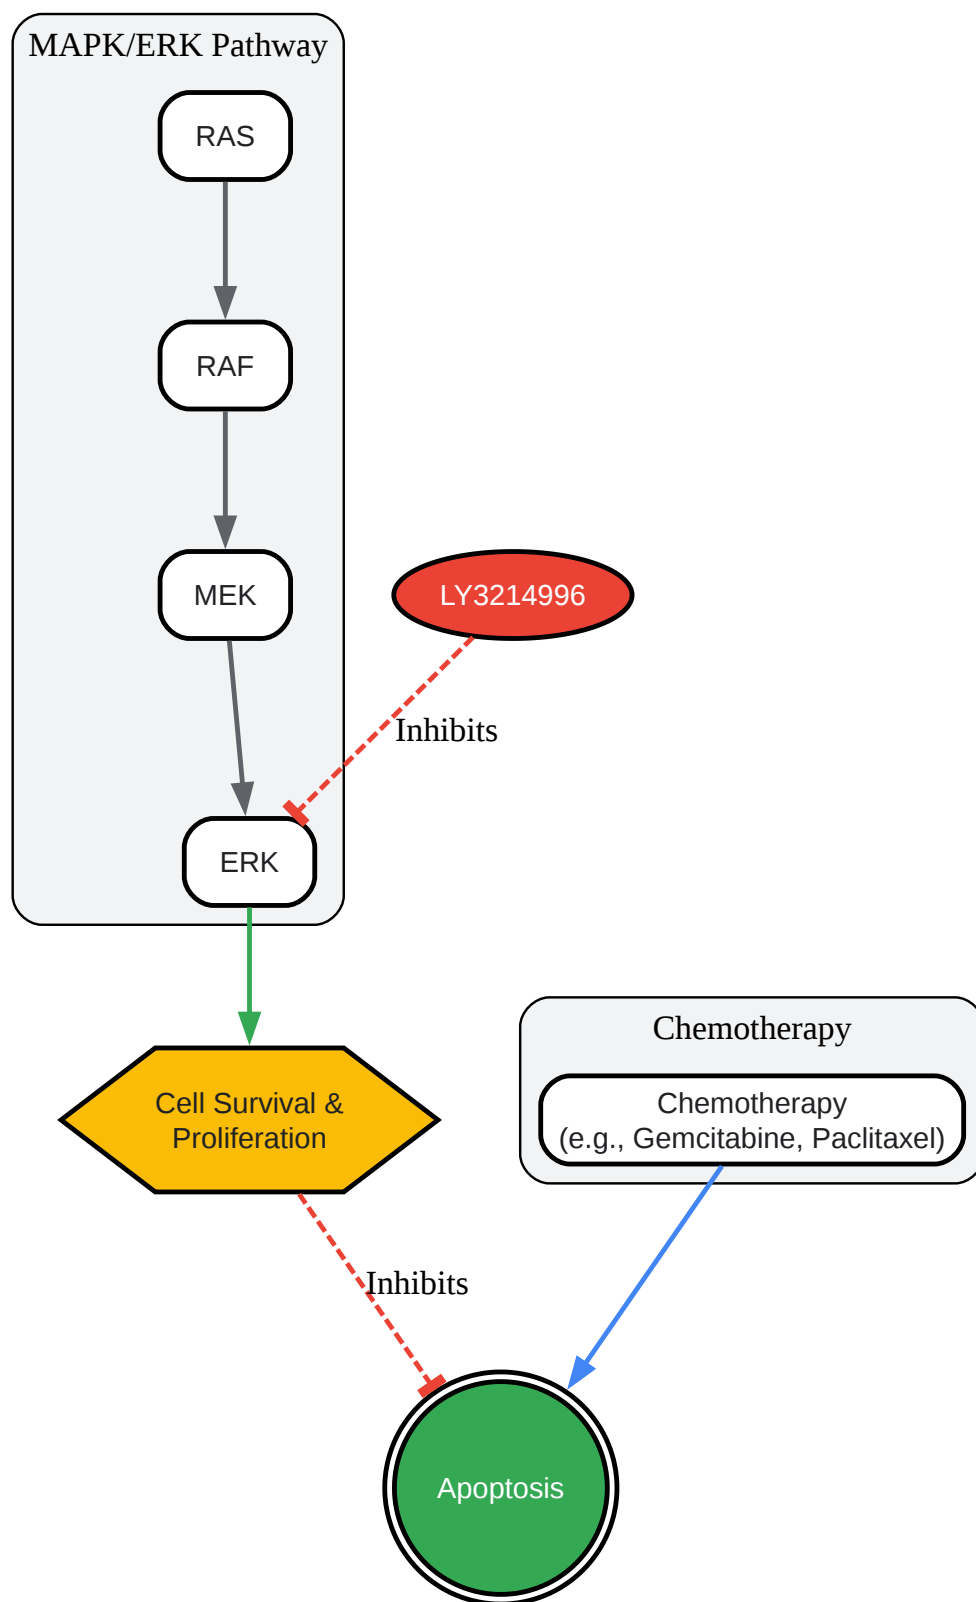 MAPK/ERK Pathway
RAS
RAF
MEK
LY3214996
Inhibits
ERK
Chemotherapy
Cell Survival &
Proliferation
Chemotherapy
(e.g., Gemcitabine, Paclitaxel)
Inhibits
Apoptosis